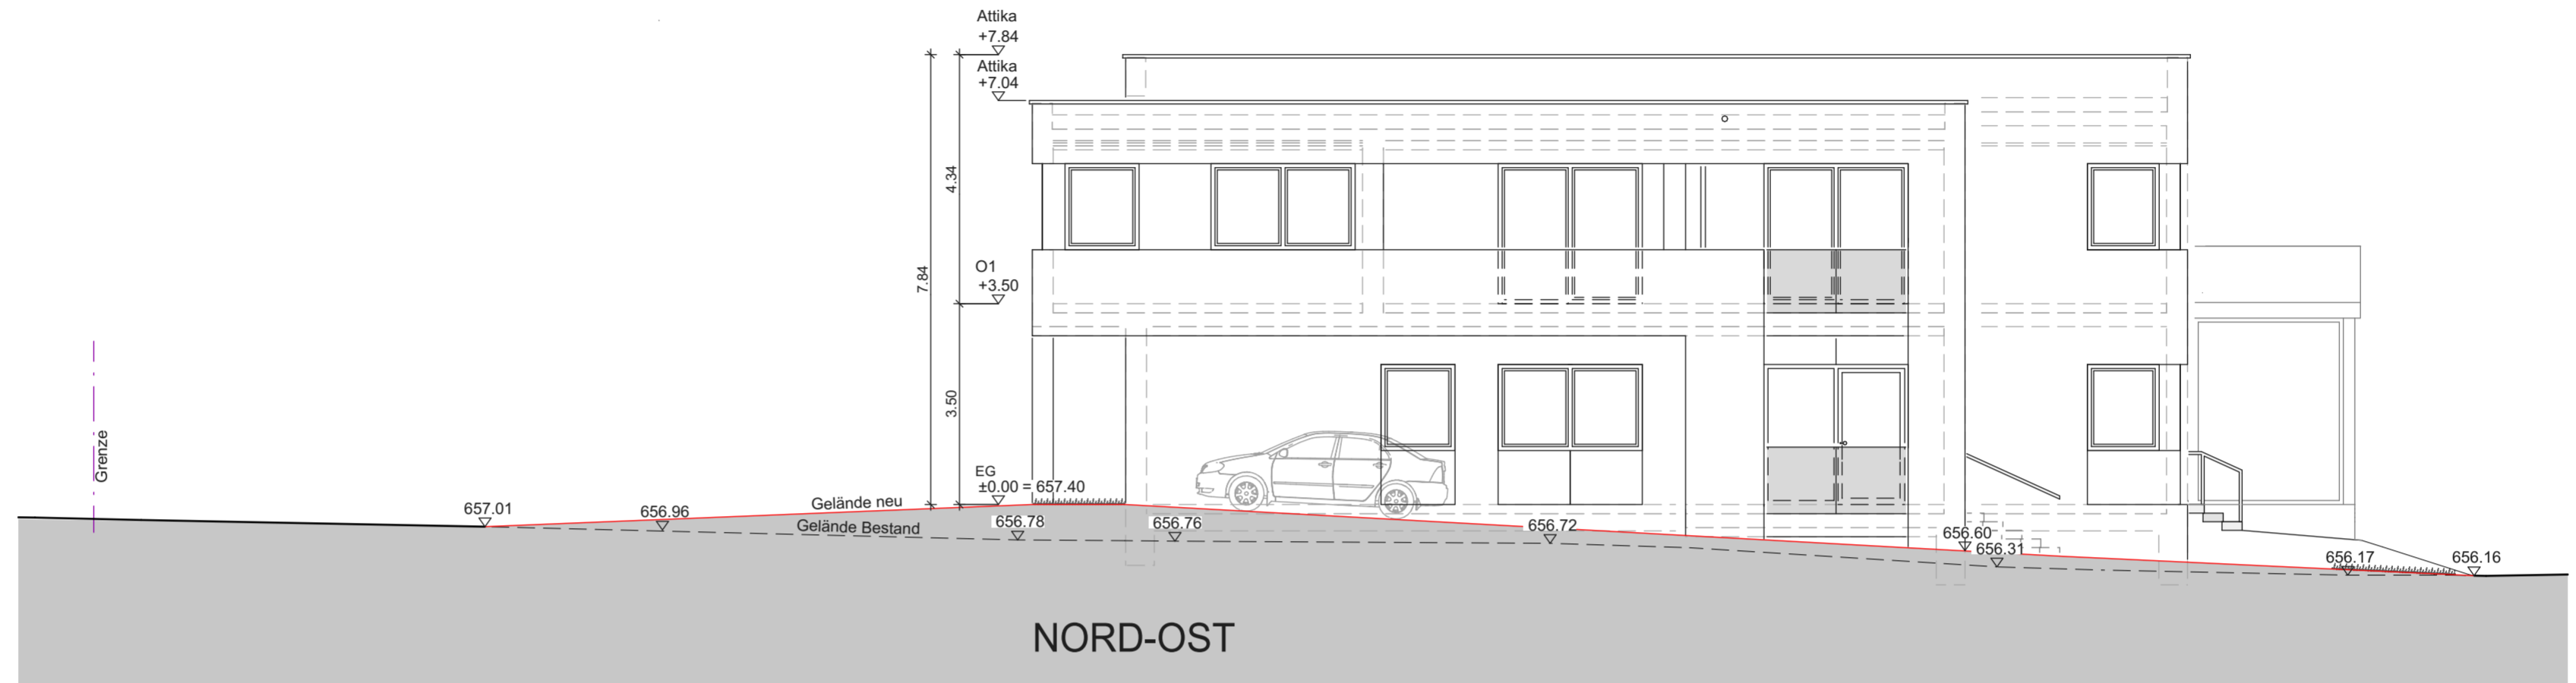 Attika
+7.84
Attika
+7.04
4.34
7.84
O1
+3.50
3.50
Grenze
EG
±0.00 = 657.40
657.01
656.96
Gelände neu
Gelände Bestand
656.78
656.76
656.72
656.60
656.31
656.17
656.16
NORD-OST